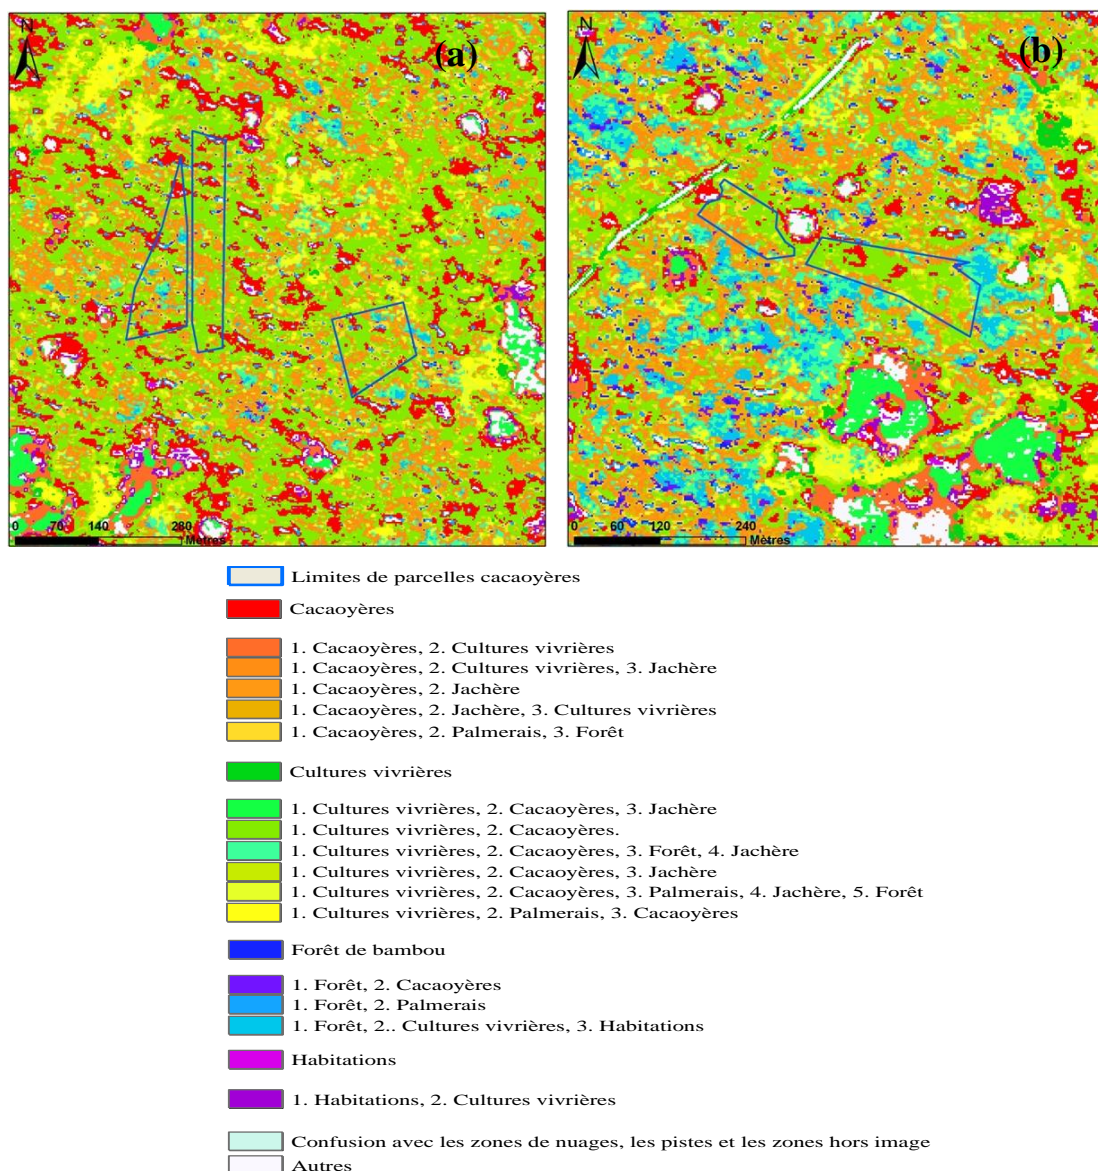 N
(a)
0 70 140 280
Mètres
N
(b)
0 60 120 240
Mètres
Limites de parcelles cacaoyères
Cacaoyères
1. Cacaoyères, 2. Cultures vivrières
1. Cacaoyères, 2. Cultures vivrières, 3. Jachère
1. Cacaoyères, 2. Jachère
1. Cacaoyères, 2. Jachère, 3. Cultures vivrières
1. Cacaoyères, 2. Palmerais, 3. Forêt
Cultures vivrières
1. Cultures vivrières, 2. Cacaoyères, 3. Jachère
1. Cultures vivrières, 2. Cacaoyères.
1. Cultures vivrières, 2. Cacaoyères, 3. Forêt, 4. Jachère
1. Cultures vivrières, 2. Cacaoyères, 3. Jachère
1. Cultures vivrières, 2. Cacaoyères, 3. Palmerais, 4. Jachère, 5. Forêt
1. Cultures vivrières, 2. Palmerais, 3. Cacaoyères
Forêt de bambou
1. Forêt, 2. Cacaoyères
1. Forêt, 2. Palmerais
1. Forêt, 2.. Cultures vivrières, 3. Habitations
Habitations
1. Habitations, 2. Cultures vivrières
Confusion avec les zones de nuages, les pistes et les zones hors image
Autres